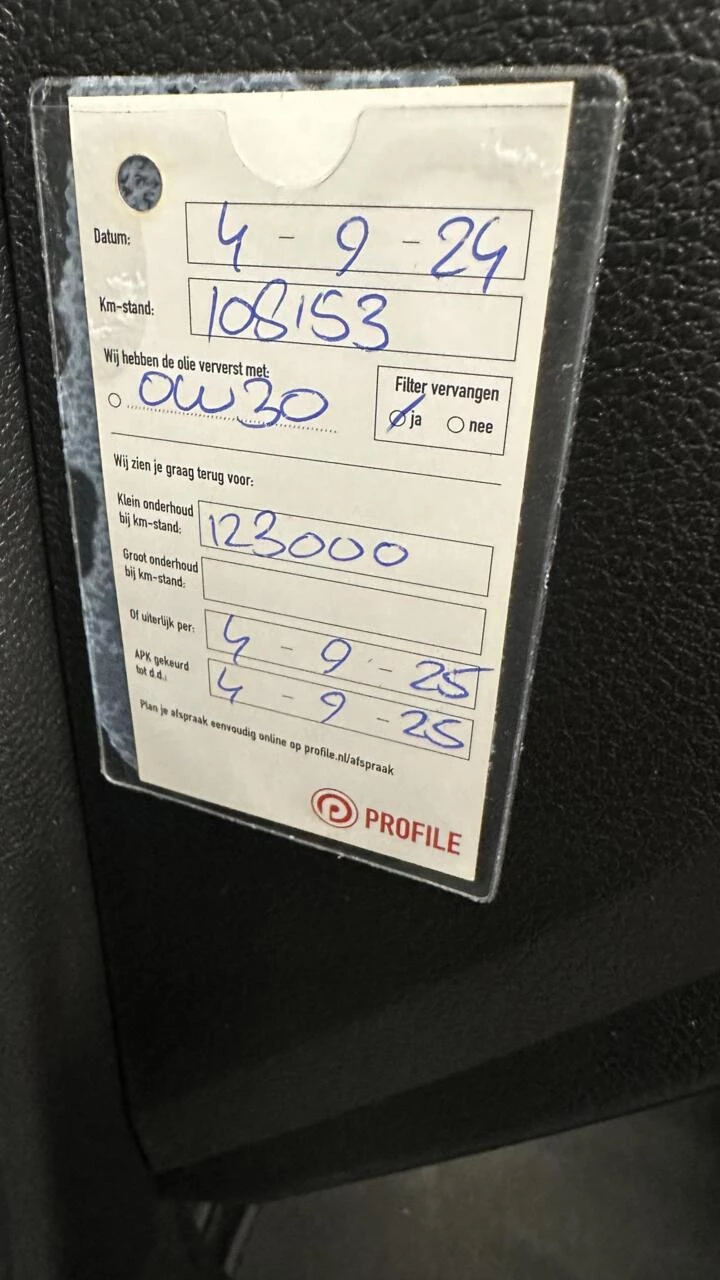 Datum: 4 - 9 - 24
Km-stand: 108153
Wij hebben de olie ververst met:
0W30
Filter vervangen
ja nee
Wij zien je graag terug voor:
Klein onderhoud
bij km-stand: 123000
Groot onderhoud
bij km-stand:
Of uiterlijk per: 4 - 9 - 25
APK gekeurd
tot d.d.: 4 - 9 - 25
Plan je afspraak eenvoudig online op profile.nl/afspraak
PROFILE